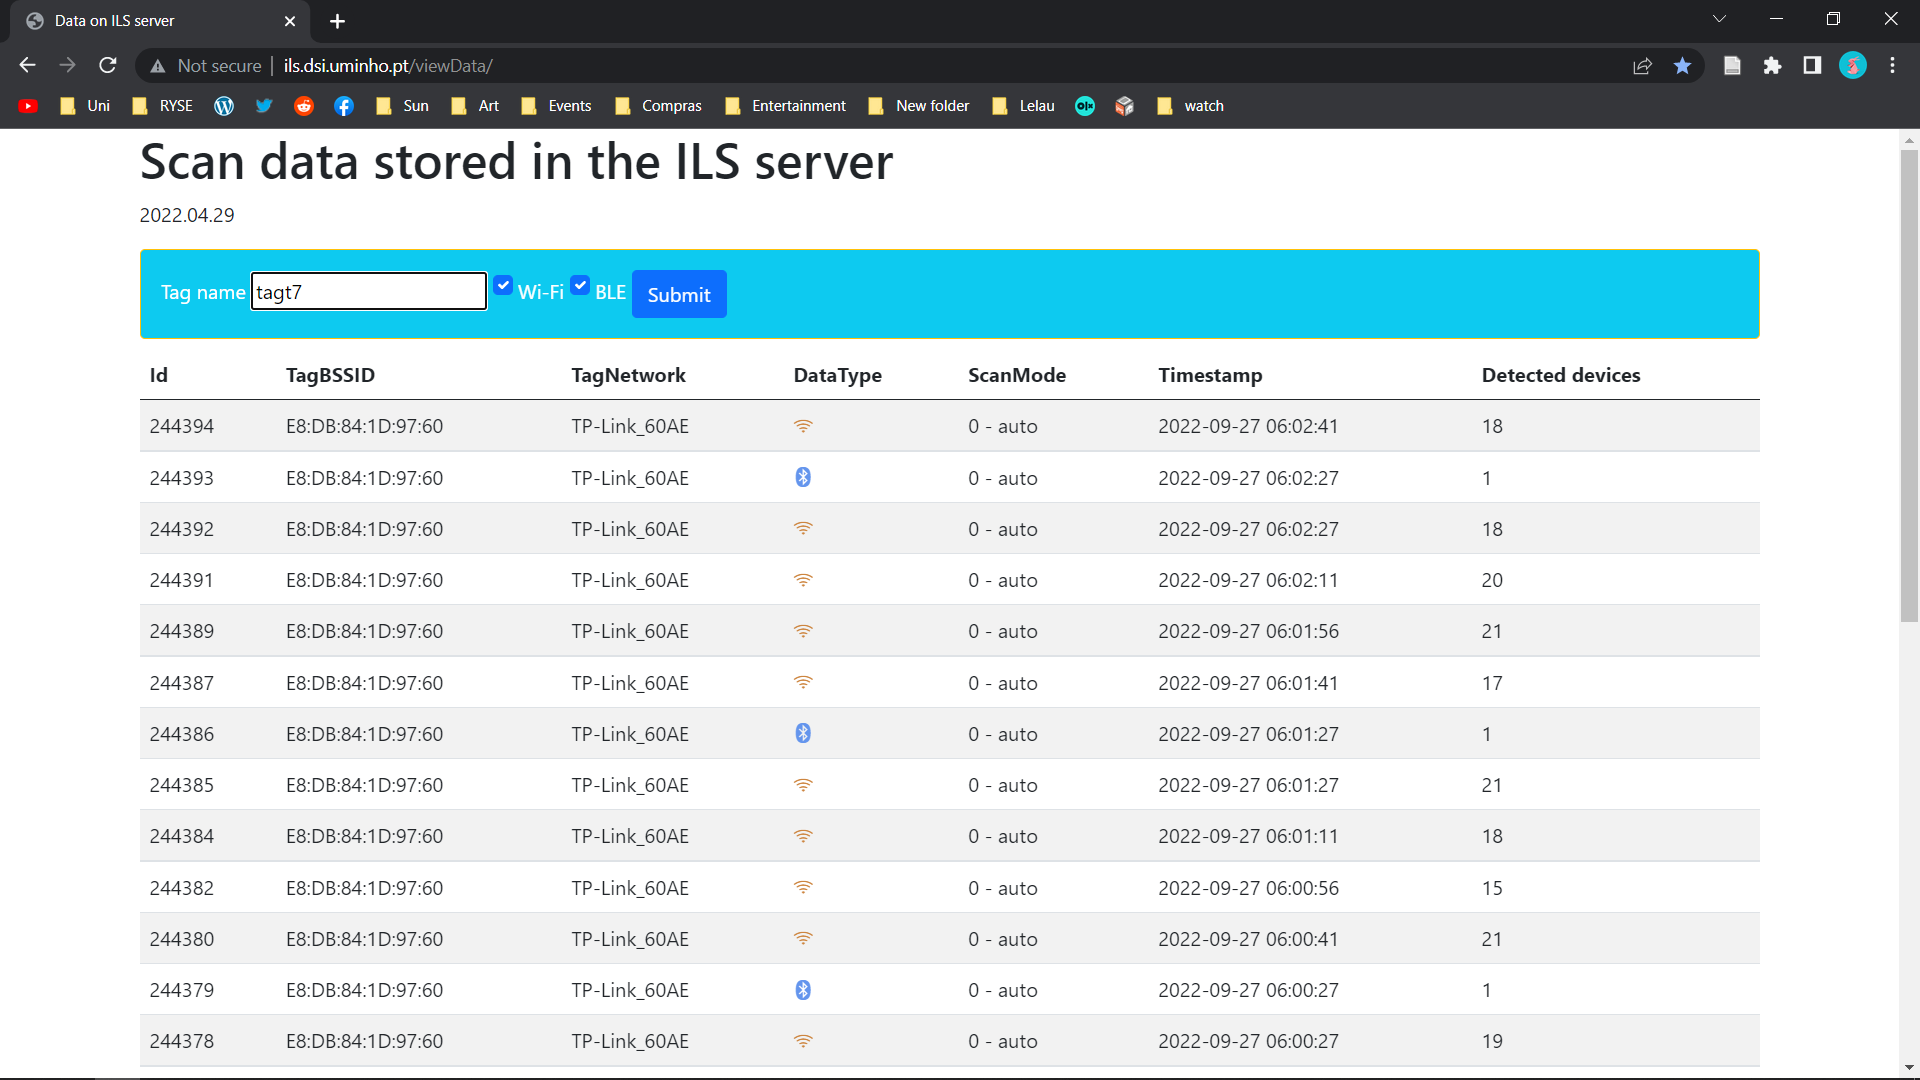 Data on ILS server
Not secure | ils.dsi.uminho.pt/viewData/
Uni RYSE Sun Art Events Compras Entertainment New folder Lelau olx watch
Scan data stored in the ILS server
2022.04.29
Tag name tagt7 Wi-Fi BLE Submit
Id TagBSSID TagNetwork DataType ScanMode Timestamp Detected devices
244394 E8:DB:84:1D:97:60 TP-Link_60AE 0 - auto 2022-09-27 06:02:41 18
244393 E8:DB:84:1D:97:60 TP-Link_60AE 0 - auto 2022-09-27 06:02:27 1
244392 E8:DB:84:1D:97:60 TP-Link_60AE 0 - auto 2022-09-27 06:02:27 18
244391 E8:DB:84:1D:97:60 TP-Link_60AE 0 - auto 2022-09-27 06:02:11 20
244389 E8:DB:84:1D:97:60 TP-Link_60AE 0 - auto 2022-09-27 06:01:56 21
244387 E8:DB:84:1D:97:60 TP-Link_60AE 0 - auto 2022-09-27 06:01:41 17
244386 E8:DB:84:1D:97:60 TP-Link_60AE 0 - auto 2022-09-27 06:01:27 1
244385 E8:DB:84:1D:97:60 TP-Link_60AE 0 - auto 2022-09-27 06:01:27 21
244384 E8:DB:84:1D:97:60 TP-Link_60AE 0 - auto 2022-09-27 06:01:11 18
244382 E8:DB:84:1D:97:60 TP-Link_60AE 0 - auto 2022-09-27 06:00:56 15
244380 E8:DB:84:1D:97:60 TP-Link_60AE 0 - auto 2022-09-27 06:00:41 21
244379 E8:DB:84:1D:97:60 TP-Link_60AE 0 - auto 2022-09-27 06:00:27 1
244378 E8:DB:84:1D:97:60 TP-Link_60AE 0 - auto 2022-09-27 06:00:27 19